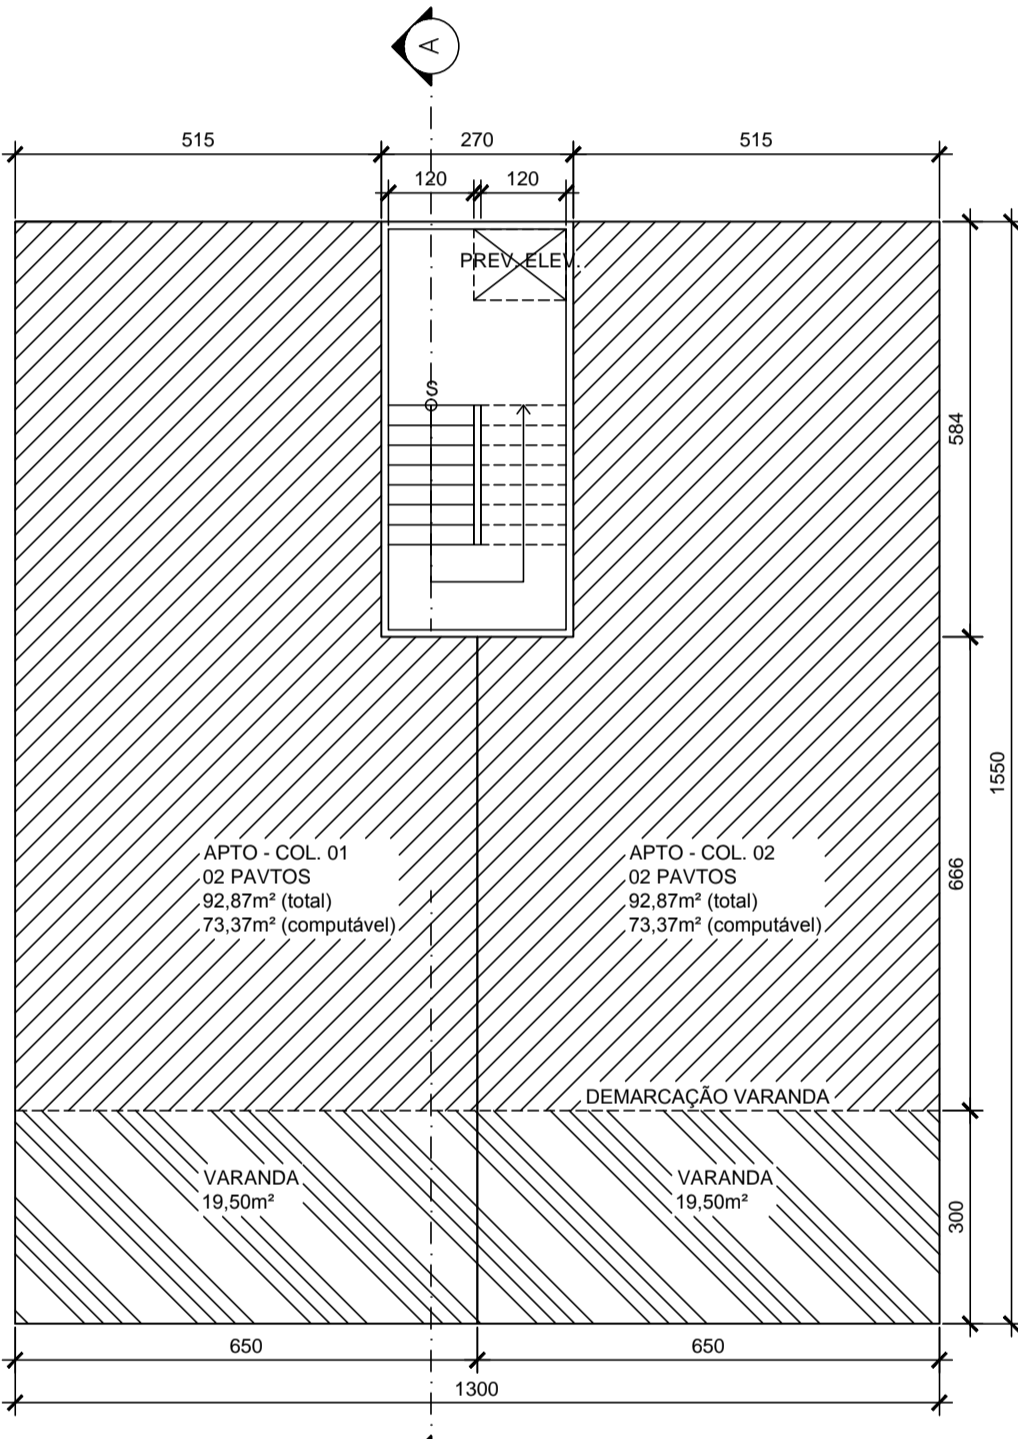 A
515
270
515
120
120
PREV. ELEV.
S
584
1550
APTO - COL. 01
02 PAVTOS
92,87m² (total)
73,37m² (computável)
APTO - COL. 02
02 PAVTOS
92,87m² (total)
73,37m² (computável)
666
DEMARCAÇÃO VARANDA
VARANDA
19,50m²
VARANDA
19,50m²
300
650
650
1300